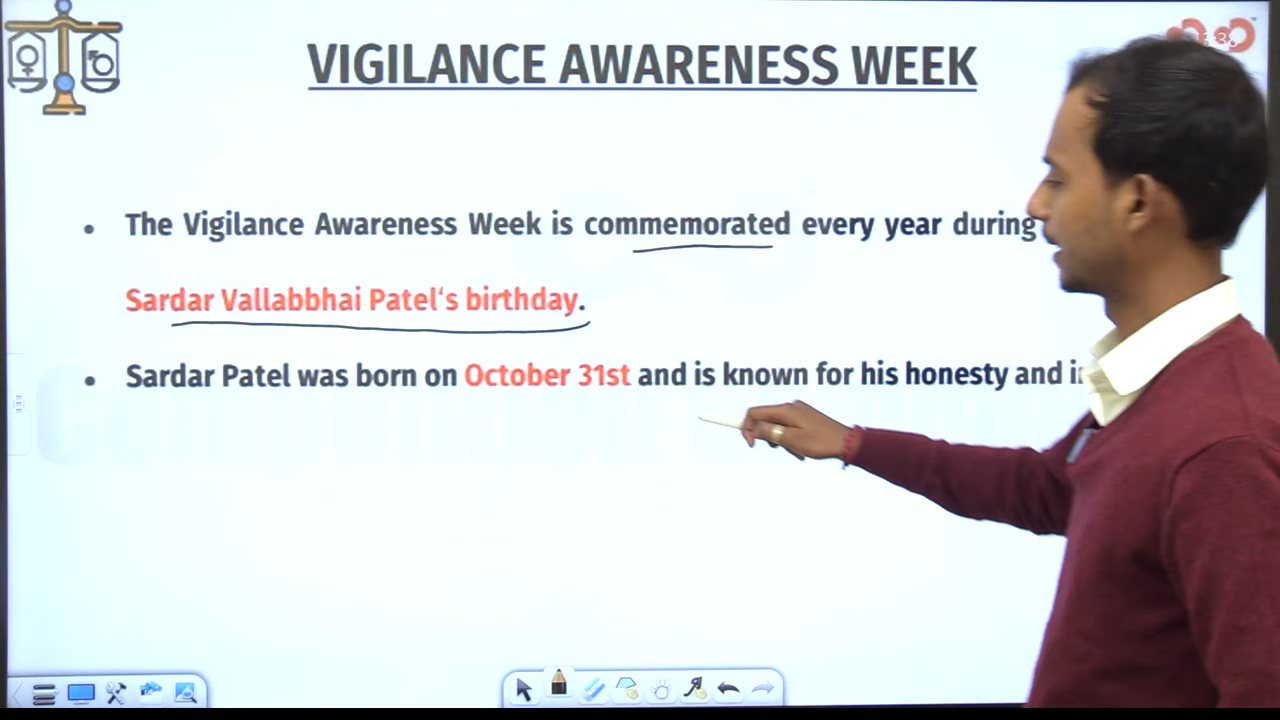 VIGILANCE AWARENESS WEEK
The Vigilance Awareness Week is commemorated every year during
Sardar Vallabbhai Patel‘s birthday.
Sardar Patel was born on October 31st and is known for his honesty and